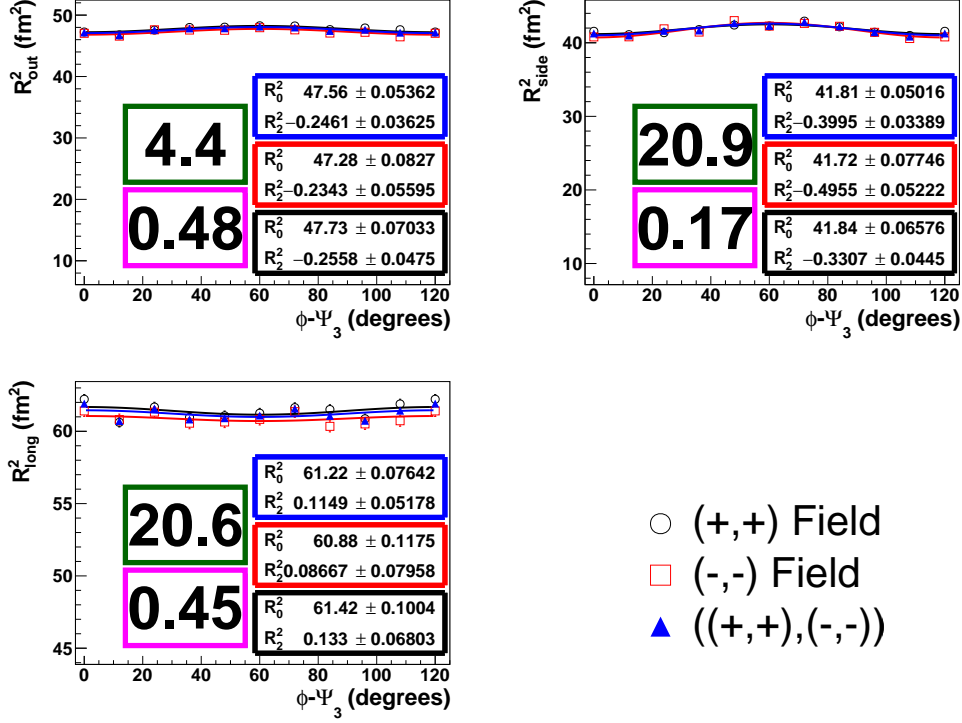 R²out (fm²)
50
40
30
20
10
4.4
0.48
R²0 47.56 ± 0.05362
R²2 −0.2461 ± 0.03625
R²0 47.28 ± 0.0827
R²2 −0.2343 ± 0.05595
R²0 47.73 ± 0.07033
R²2 −0.2558 ± 0.0475
0 20 40 60 80 100 120
ϕ-Ψ₃ (degrees)
R²side (fm²)
40
30
20
10
20.9
0.17
R²0 41.81 ± 0.05016
R²2 −0.3995 ± 0.03389
R²0 41.72 ± 0.07746
R²2 −0.4955 ± 0.05222
R²0 41.84 ± 0.06576
R²2 −0.3307 ± 0.0445
0 20 40 60 80 100 120
ϕ-Ψ₃ (degrees)
R²long (fm²)
60
55
50
45
20.6
0.45
R²0 61.22 ± 0.07642
R²2 0.1149 ± 0.05178
R²0 60.88 ± 0.1175
R²2 0.08667 ± 0.07958
R²0 61.42 ± 0.1004
R²2 0.133 ± 0.06803
0 20 40 60 80 100 120
ϕ-Ψ₃ (degrees)
(+,+) Field
(-,-) Field
((+,+),(-,-))